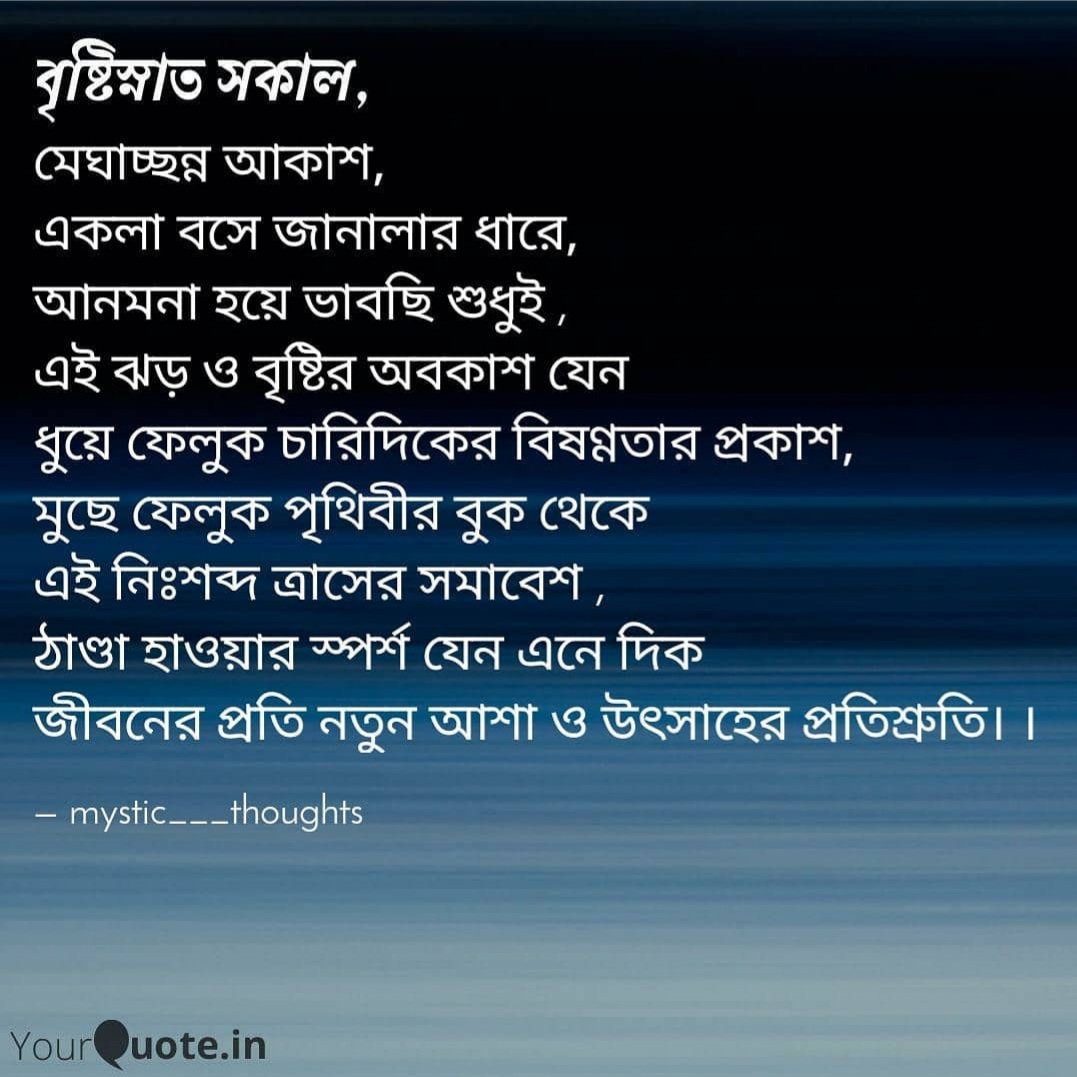 বৃষ্টিস্নাত সকাল,
মেঘাচ্ছন্ন আকাশ,
একলা বসে জানালার ধারে,
আনমনা হয়ে ভাবছি শুধুই ,
এই ঝড় ও বৃষ্টির অবকাশ যেন
ধুয়ে ফেলুক চারিদিকের বিষণ্ণতার প্রকাশ,
মুছে ফেলুক পৃথিবীর বুক থেকে
এই নিঃশব্দ ত্রাসের সমাবেশ ,
ঠাণ্ডা হাওয়ার স্পর্শ যেন এনে দিক
জীবনের প্রতি নতুন আশা ও উৎসাহের প্রতিশ্রুতি। ।
– mystic___thoughts
YourQuote.in